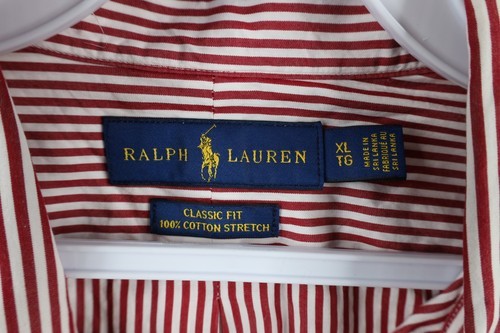 RALPH LAUREN
XL
TG
MADE IN
SRI LANKA
FABRIQUÉ AU
SRI LANKA
CLASSIC FIT
100% COTTON STRETCH